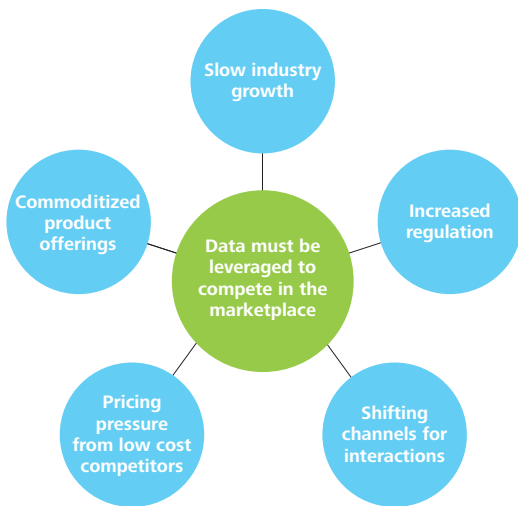 Slow industry
growth
Commoditized
product
offerings
Increased
regulation
Data must be
leveraged to
compete in the
marketplace
Pricing
pressure
from low cost
competitors
Shifting
channels for
interactions